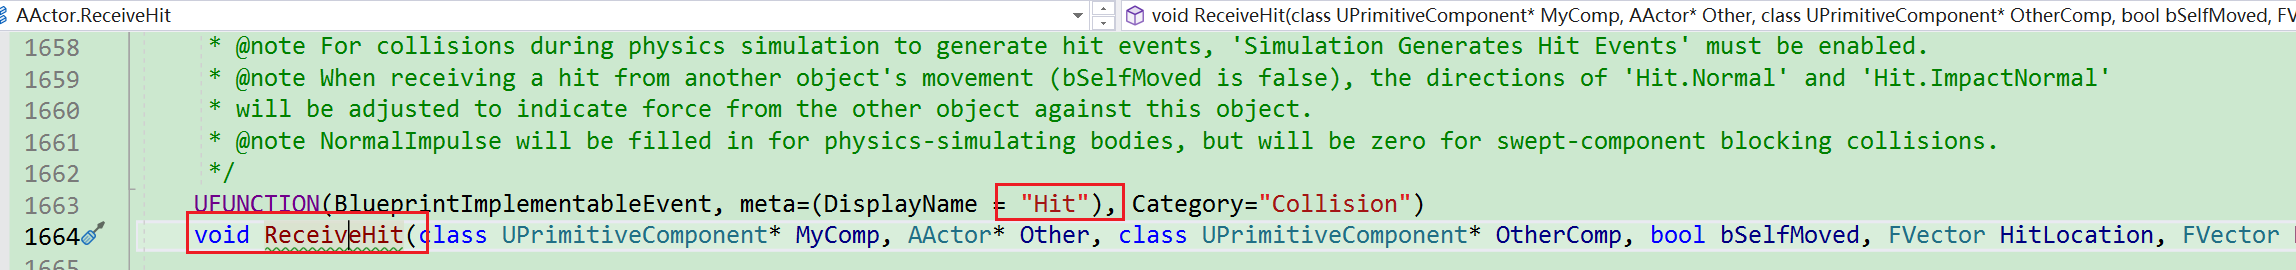 AActor.ReceiveHit
void ReceiveHit(class UPrimitiveComponent* MyComp, AActor* Other, class UPrimitiveComponent* OtherComp, bool bSelfMoved, FV
1658 * @note For collisions during physics simulation to generate hit events, 'Simulation Generates Hit Events' must be enabled.
1659 * @note When receiving a hit from another object's movement (bSelfMoved is false), the directions of 'Hit.Normal' and 'Hit.ImpactNormal'
1660 * will be adjusted to indicate force from the other object against this object.
1661 * @note NormalImpulse will be filled in for physics-simulating bodies, but will be zero for swept-component blocking collisions.
1662 */
1663 UFUNCTION(BlueprintImplementableEvent, meta=(DisplayName = "Hit"), Category="Collision")
1664 void ReceiveHit(class UPrimitiveComponent* MyComp, AActor* Other, class UPrimitiveComponent* OtherComp, bool bSelfMoved, FVector HitLocation, FVector
1665